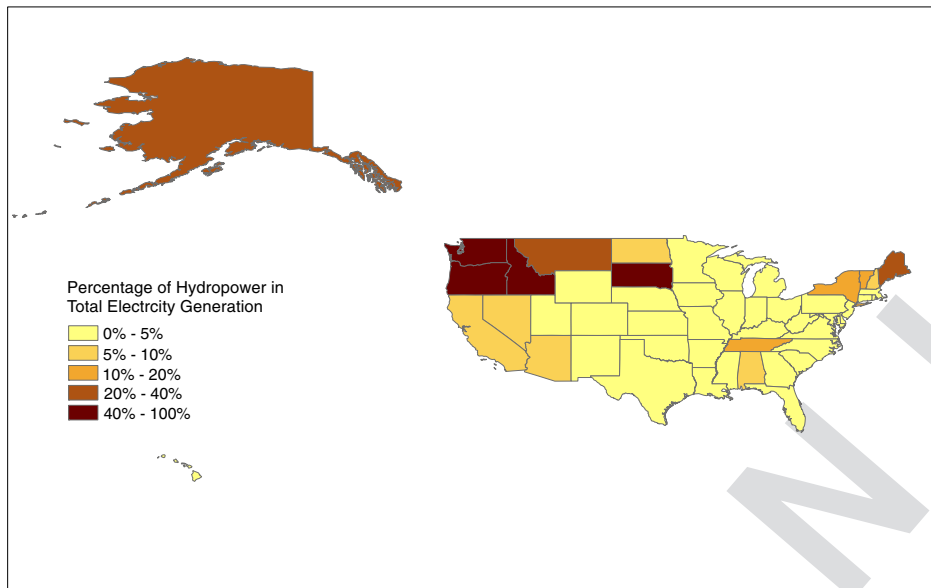 Percentage of Hydropower in
Total Electrcity Generation
0% - 5%
5% - 10%
10% - 20%
20% - 40%
40% - 100%